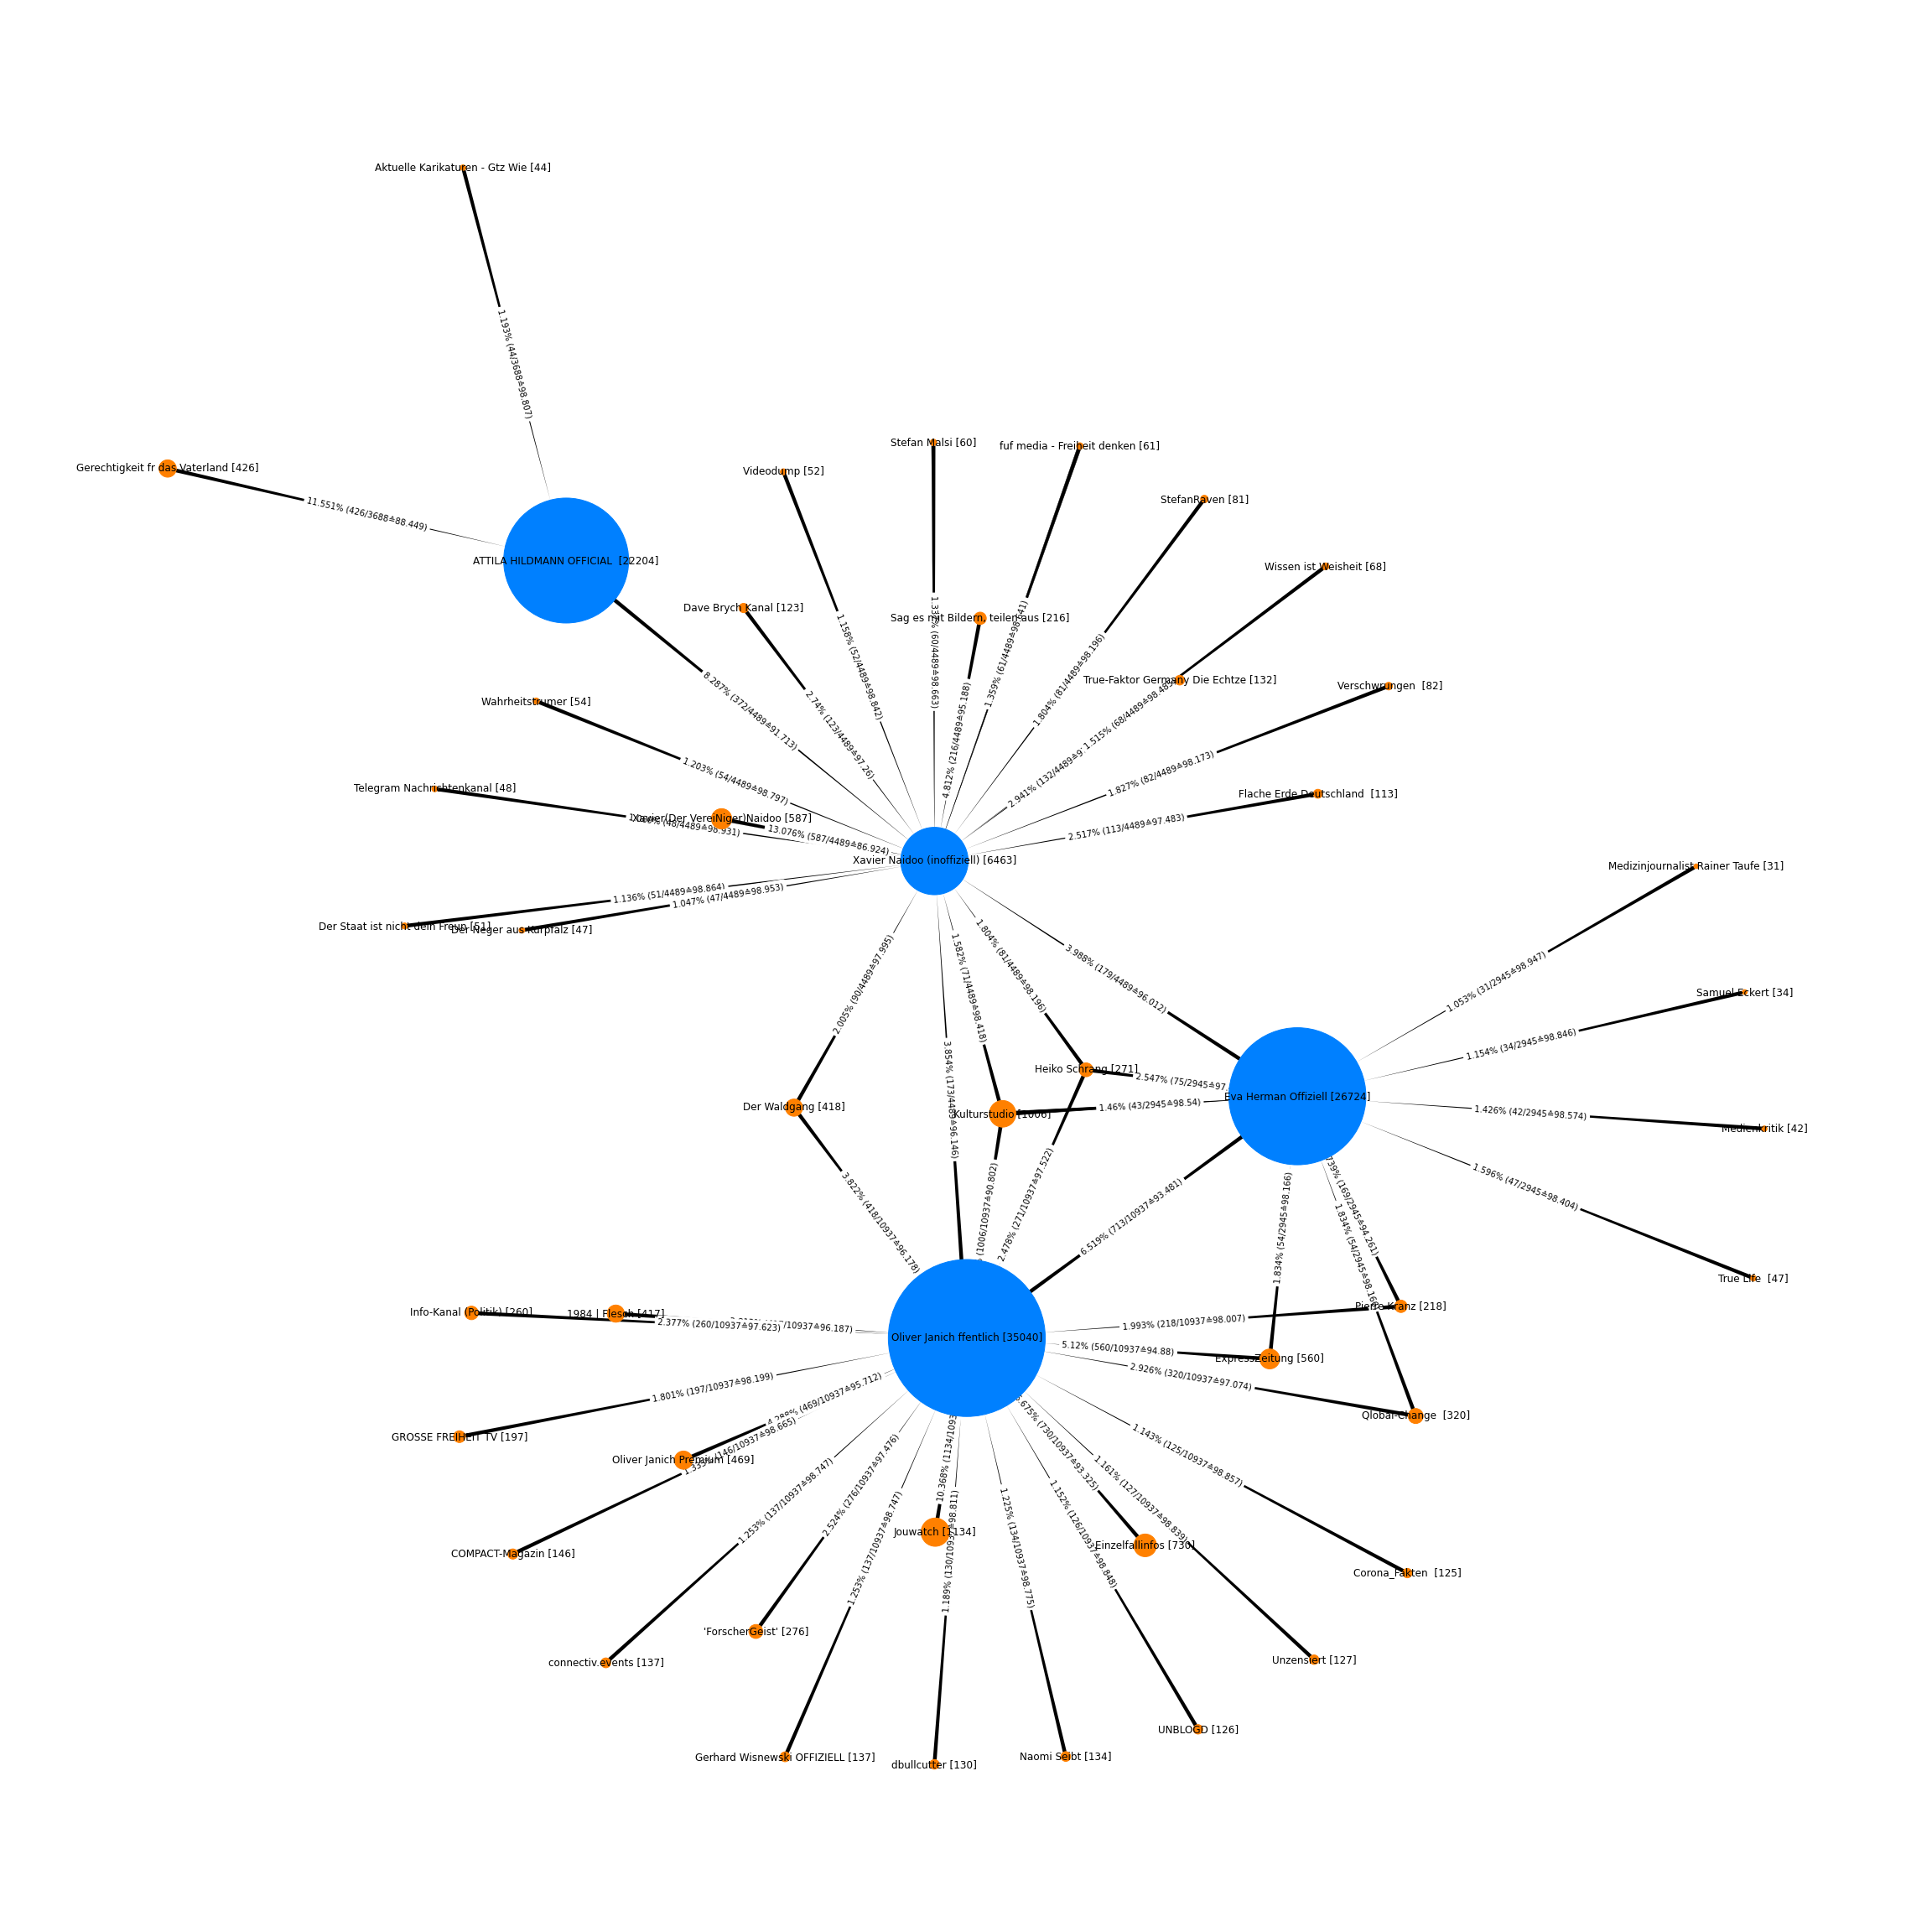 Aktuelle Karikaturen - Gtz Wie [44]
1.193% (44/3688≙98.807)
Gerechtigkeit fr das Vaterland [426]
11.551% (426/3688≙88.449)
ATTILA HILDMANN OFFICIAL  [22204]
Stefan Malsi [60]
fuf media - Freiheit denken [61]
Videodump [52]
StefanRaven [81]
Wissen ist Weisheit [68]
Dave Brych Kanal [123]
Sag es mit Bildern, teilen aus [216]
1.158% (52/4489≙98.842)
(60/4489≙98.663)
1.359% (61/4489≙98.641)
1.804% (81/4489≙98.196)
True-Faktor Germany Die Echtze [132]
Verschwrungen  [82]
Wahrheitstrumer [54]
8.287% (372/4489≙91.713)
2.74% (123/4489≙97.26)
4.812% (216/4489≙95.188)
2.941% (132/4489≙9
1.515% (68/4489≙98.485)
1.827% (82/4489≙98.173)
1.203% (54/4489≙98.797)
Telegram Nachrichtenkanal [48]
Flache Erde Deutschland  [113]
Xavier(Der VereiNiger)Naidoo [587]
(48/4489≙98.931)
13.076% (587/4489≙86.924)
2.517% (113/4489≙97.483)
Xavier Naidoo (inoffiziell) [6463]
Medizinjournalist Rainer Taufe [31]
1.136% (51/4489≙98.864)
1.047% (47/4489≙98.953)
Der Staat ist nicht dein Freun [51]
Der Neger aus Kurpfalz [47]
2.005% (90/4489≙97.995)
1.582% (71/4489≙98.418)
1.804% (81/4489≙98.196)
3.988% (179/4489≙96.012)
1.053% (31/2945≙98.947)
Samuel Eckert [34]
1.154% (34/2945≙98.846)
3.854% (173/4489≙96.146)
Heiko Schrang [271]
2.547% (75/2945≙97.
Eva Herman Offiziell [26724]
Der Waldgang [418]
Kulturstudio [1006]
1.46% (43/2945≙98.54)
1.426% (42/2945≙98.574)
Medienkritik [42]
3.822% (418/10937≙96.178)
(1006/10937≙90.802)
2.478% (271/10937≙97.522)
6.519% (713/10937≙93.481)
1.834% (54/2945≙98.166)
739% (169/2945≙94.261)
1.834% (54/2945≙98.166
1.596% (47/2945≙98.404)
True Life  [47]
Info-Kanal (Politik) [260]
1984 | Flesch [417]
2.377% (260/10937≙97.623)
/10937≙96.187)
Oliver Janich ffentlich [35040]
1.993% (218/10937≙98.007)
Pierre Kranz [218]
5.12% (560/10937≙94.88)
ExpressZeitung [560]
2.926% (320/10937≙97.074)
1.801% (197/10937≙98.199)
Qlobal-Change  [320]
GROSSE FREIHEIT TV [197]
4.288% (469/10937≙95.712)
1.335% (146/10937≙98.665)
Oliver Janich Premium [469]
675% (730/10937≙93.325)
1.161% (127/10937≙98.839)
1.143% (125/10937≙98.857)
10.368% (1134/1093
Jouwatch [1134]
Einzelfallinfos [730]
COMPACT-Magazin [146]
1.253% (137/10937≙98.747)
2.524% (276/10937≙97.476)
1.253% (137/10937≙98.747)
1.189% (130/10937≙98.811)
1.225% (134/10937≙98.775)
1.152% (126/10937≙98.848)
Corona_Fakten  [125]
'ForscherGeist' [276]
connectiv.events [137]
Unzensiert [127]
UNBLOGD [126]
Gerhard Wisnewski OFFIZIELL [137]
dbullcutter [130]
Naomi Seibt [134]